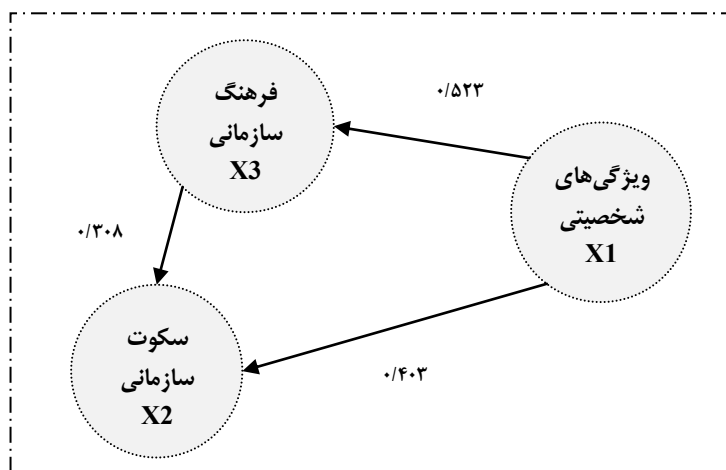 ۰/۵۲۳
فرهنگ
سازمانی
X3
ویژگی‌های
شخصیتی
X1
۰/۳۰۸
سکوت
سازمانی
X2
۰/۴۰۳